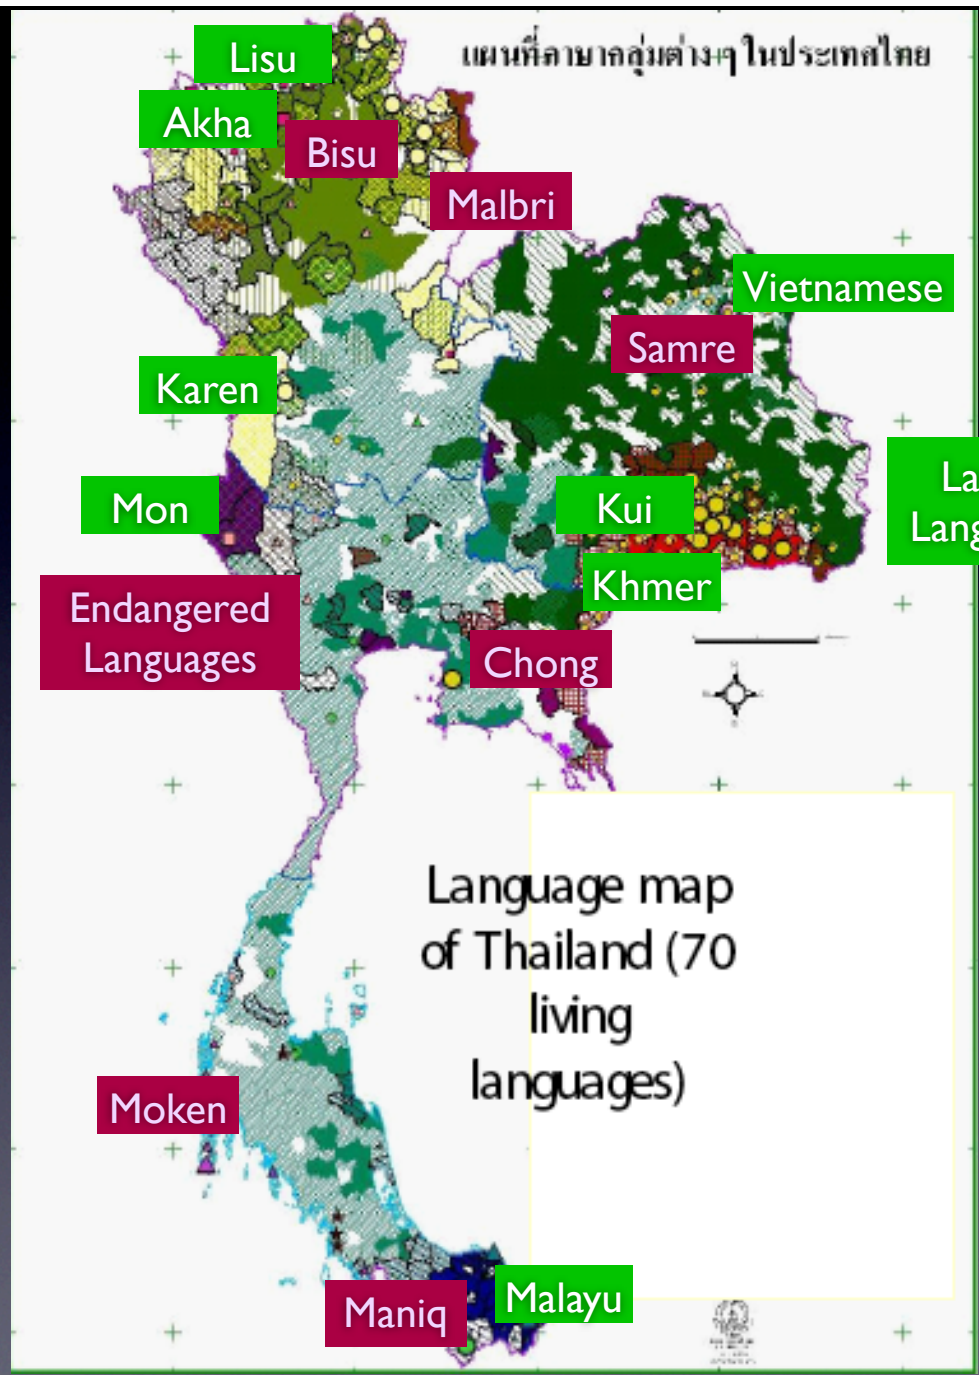 แผนที่ภาษากลุ่มต่างๆ ในประเทศไทย
Lisu
Akha
Bisu
Malbri
Vietnamese
Samre
Karen
La
Lang
Mon
Kui
Khmer
Endangered
Languages
Chong
Language map
of Thailand (70
living
languages)
Moken
Maniq
Malayu